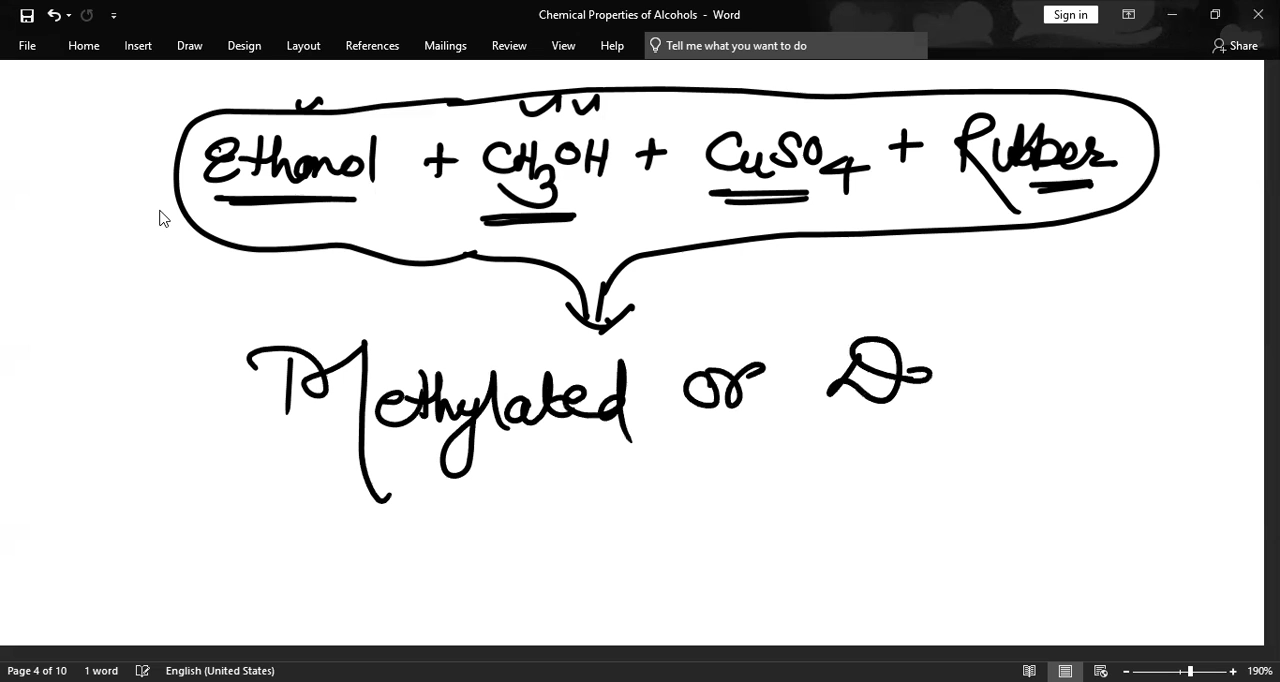 Chemical Properties of Alcohols - Word
Sign in
File Home Insert Draw Design Layout References Mailings Review View Help Tell me what you want to do Share
Ethanol + CH3OH + CuSO4 + Rubber
Methylated or De
Page 4 of 10 1 word English (United States) 190%